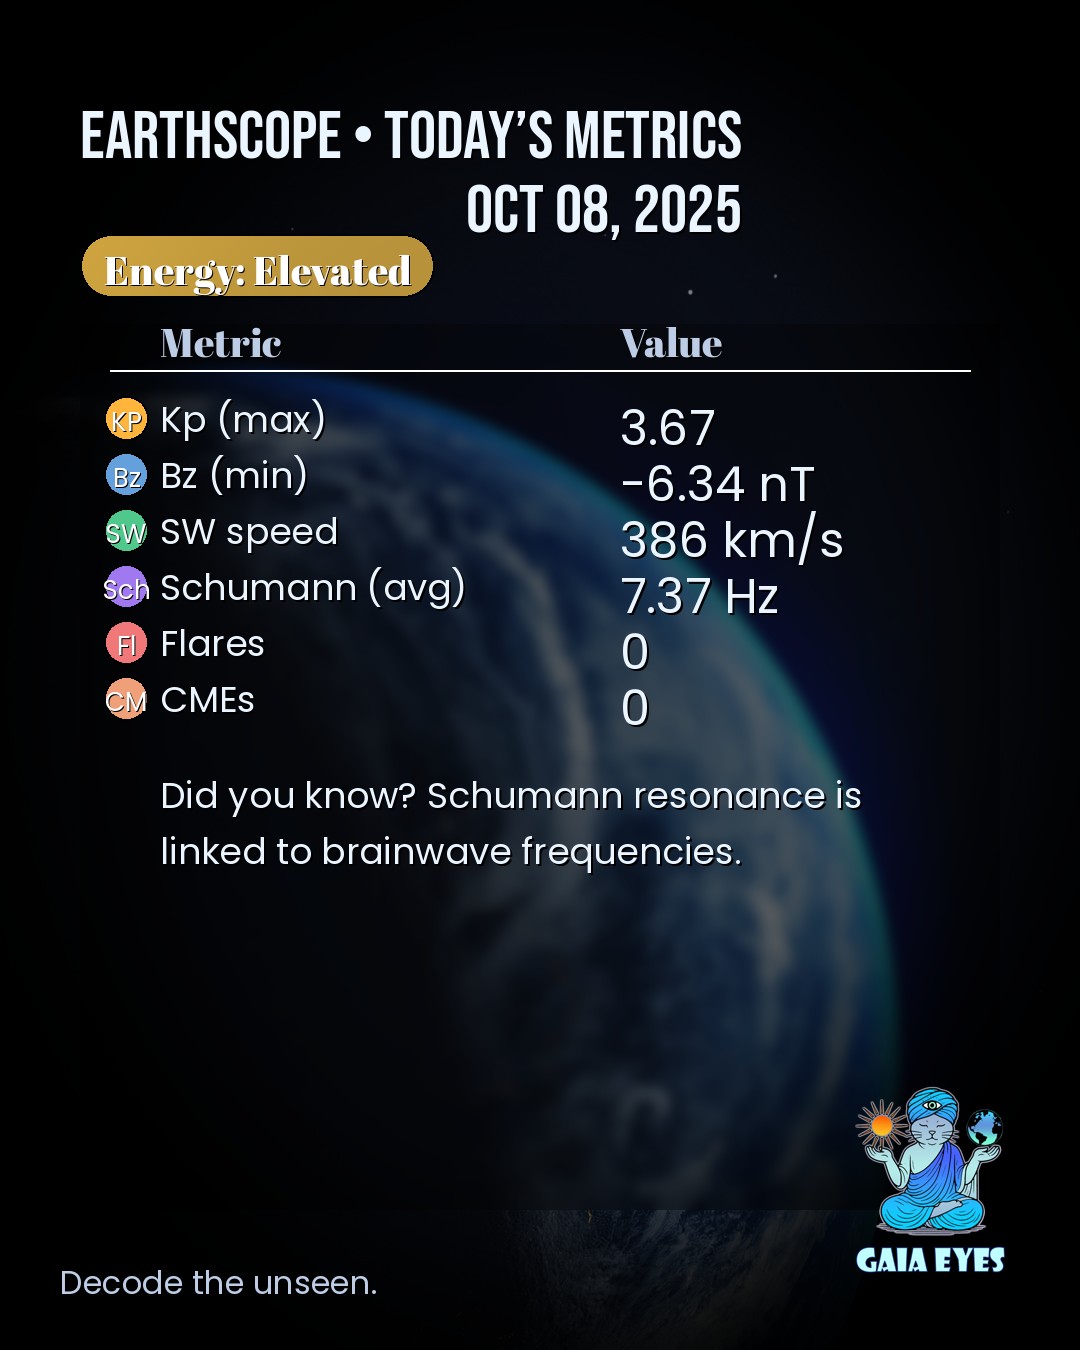 EARTHSCOPE • TODAY’S METRICS
OCT 08, 2025
Energy: Elevated
Metric Value
KP Kp (max) 3.67
Bz Bz (min) −6.34 nT
SW SW speed 386 km/s
Sch Schumann (avg) 7.37 Hz
Fl Flares 0
CM CMEs 0
Did you know? Schumann resonance is
linked to brainwave frequencies.
GAIA EYES
Decode the unseen.